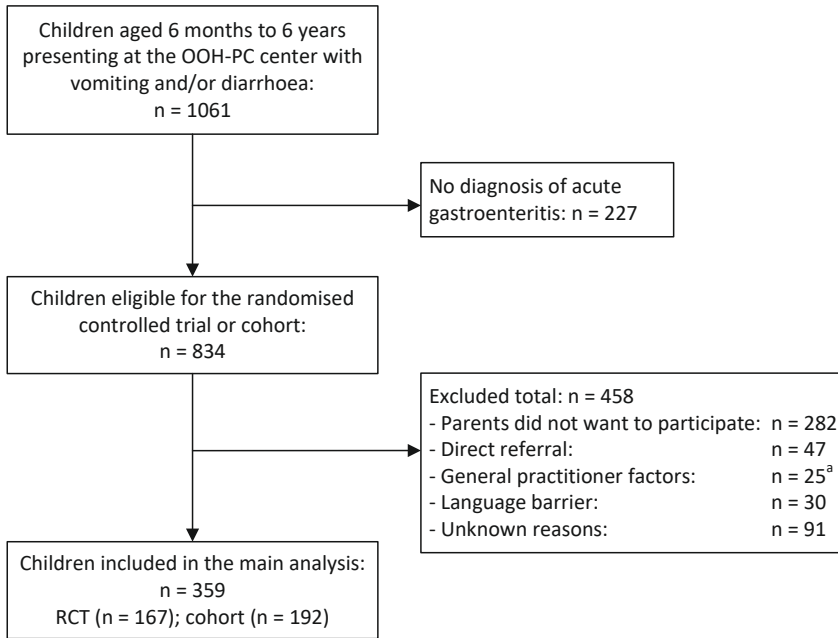 Children aged 6 months to 6 years
presenting at the OOH-PC center with
vomiting and/or diarrhoea:
n = 1061
No diagnosis of acute
gastroenteritis: n = 227
Children eligible for the randomised
controlled trial or cohort:
n = 834
Excluded total: n = 458
- Parents did not want to participate: n = 282
- Direct referral: n = 47
- General practitioner factors: n = 25ᵃ
- Language barrier: n = 30
- Unknown reasons: n = 91
Children included in the main analysis:
n = 359
RCT (n = 167); cohort (n = 192)